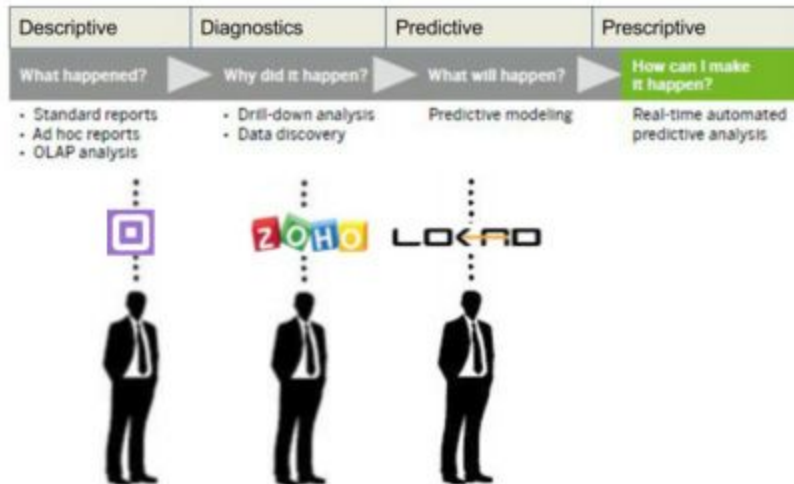 Descriptive
Diagnostics
Predictive
Prescriptive
What happened?
Why did it happen?
What will happen?
How can I make
it happen?
• Standard reports
• Ad hoc reports
• OLAP analysis
• Drill-down analysis
• Data discovery
Predictive modeling
Real-time automated
predictive analysis
ZOHO
LOKAD